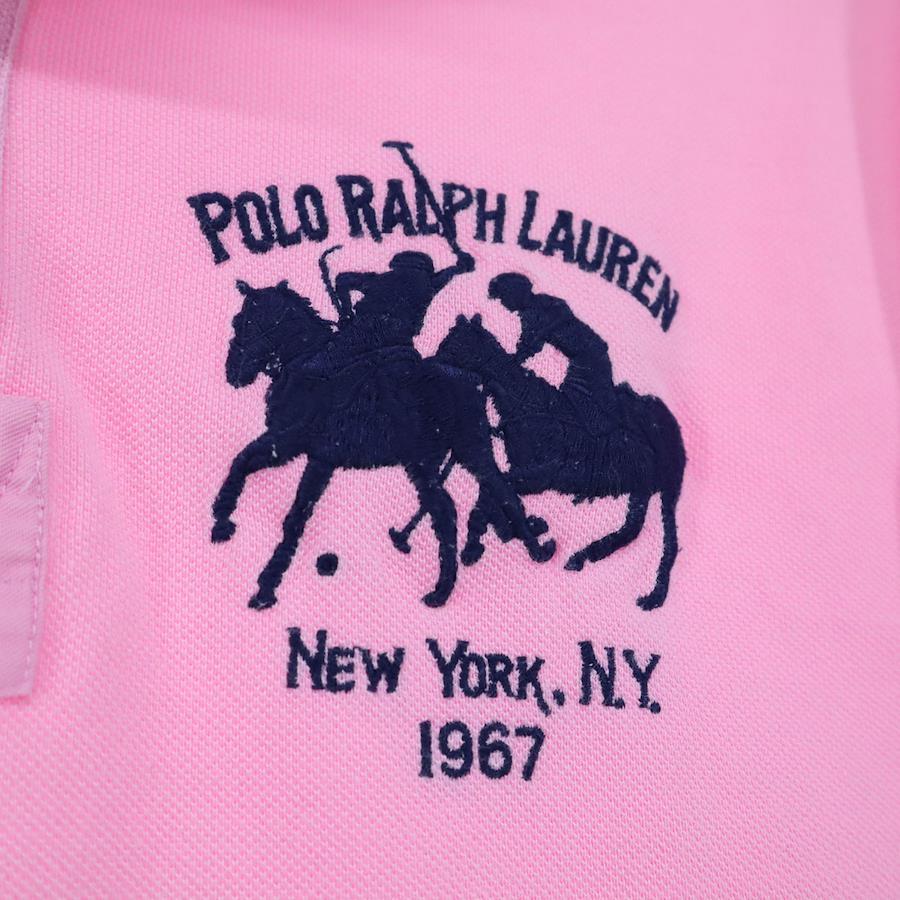 POLO RALPH LAUREN
NEW YORK, N.Y.
1967